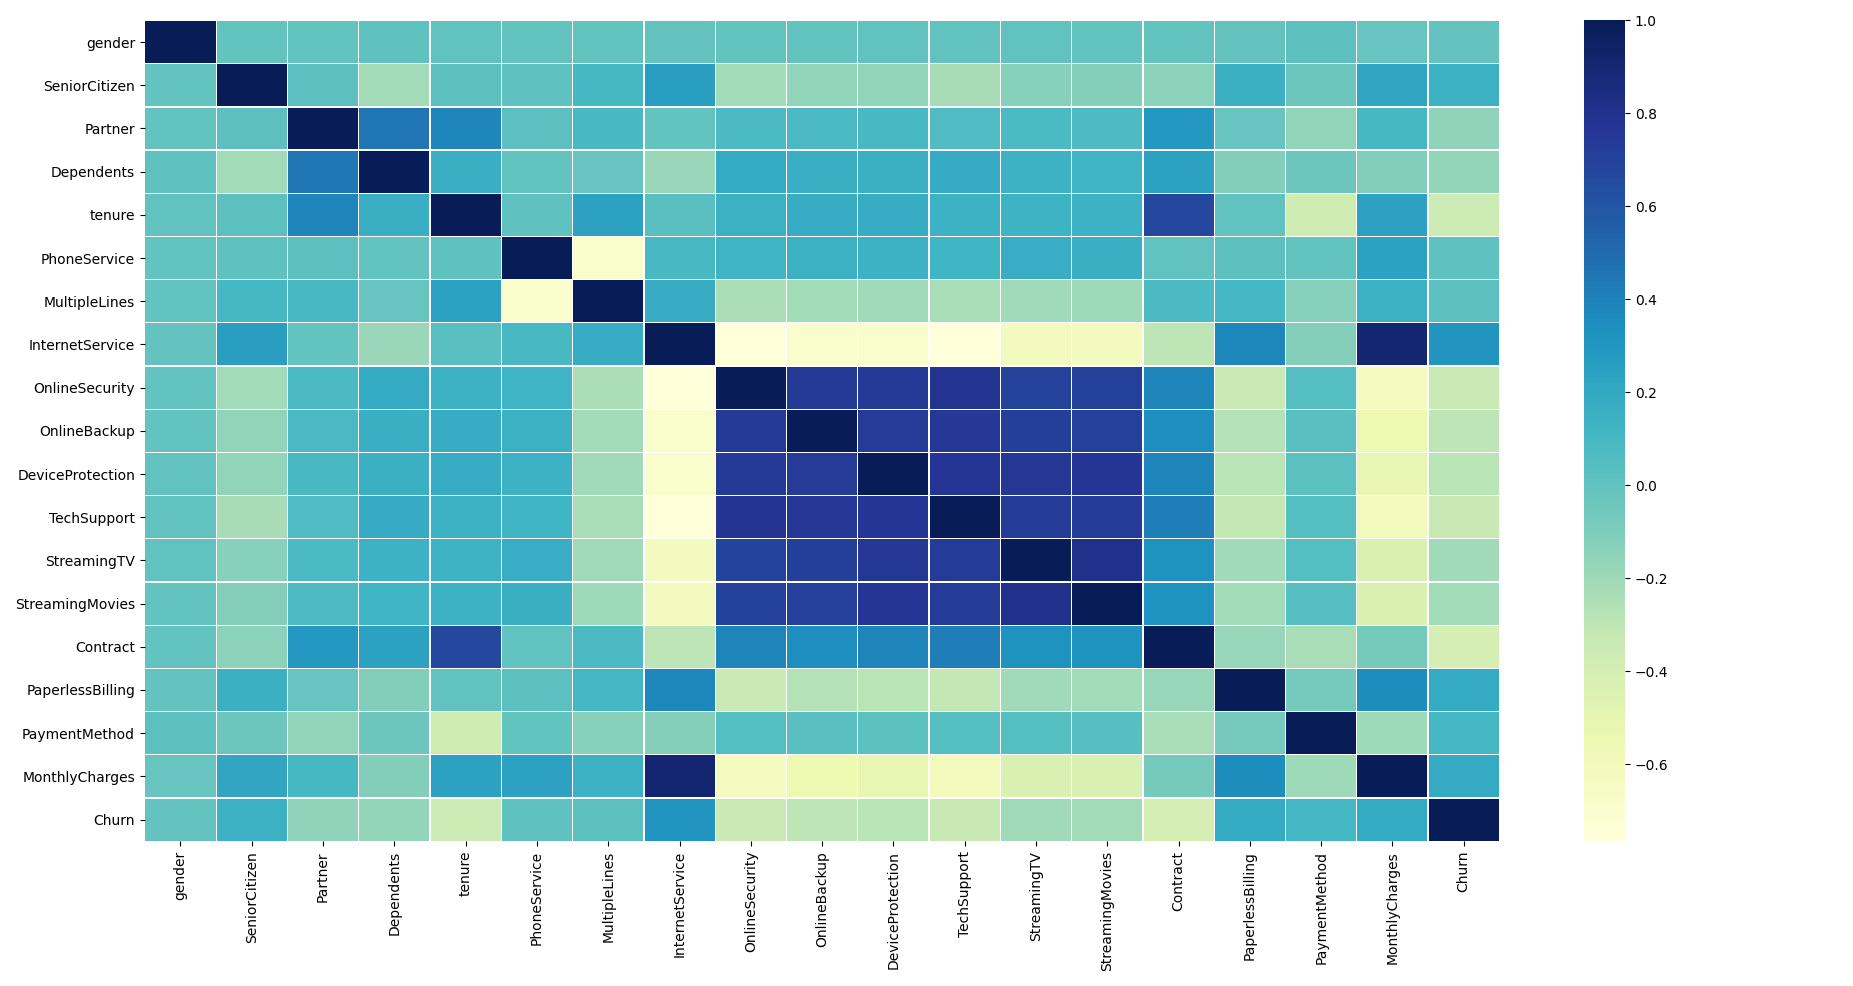 gender
SeniorCitizen
Partner
Dependents
tenure
PhoneService
MultipleLines
InternetService
OnlineSecurity
OnlineBackup
DeviceProtection
TechSupport
StreamingTV
StreamingMovies
Contract
PaperlessBilling
PaymentMethod
MonthlyCharges
Churn
gender
SeniorCitizen
Partner
Dependents
tenure
PhoneService
MultipleLines
InternetService
OnlineSecurity
OnlineBackup
DeviceProtection
TechSupport
StreamingTV
StreamingMovies
Contract
PaperlessBilling
PaymentMethod
MonthlyCharges
Churn
1.0
0.8
0.6
0.4
0.2
0.0
−0.2
−0.4
−0.6